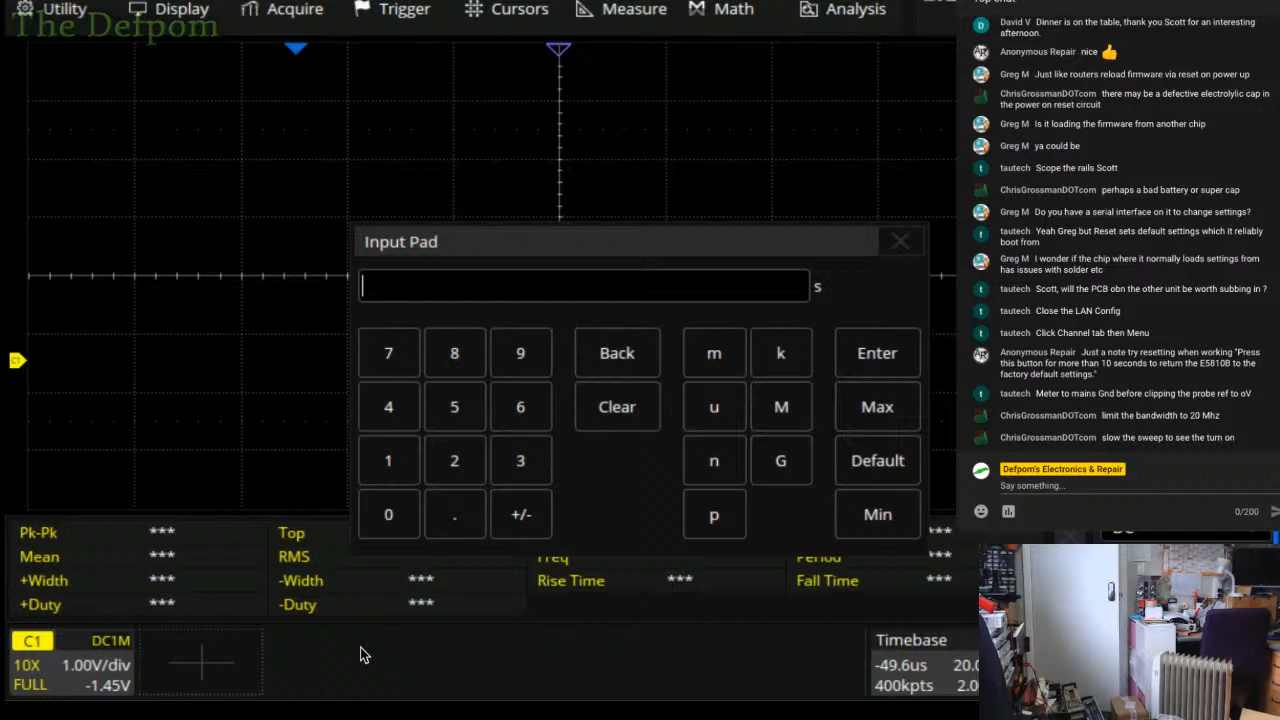 Utility
Display
Acquire
Trigger
Cursors
Measure
Math
Analysis
The Defpom
C1
Input Pad
s
7 8 9 Back m k Enter
4 5 6 Clear u M Max
1 2 3 n G Default
0 . +/- p Min
Pk-Pk *** Top ***
Mean *** RMS Freq Period
+Width *** -Width *** Rise Time *** Fall Time ***
+Duty *** -Duty ***
C1 DC1M
10X 1.00V/div
FULL -1.45V
Timebase
-49.6us 20.0
400kpts 2.0
David V Dinner is on the table, thank you Scott for an interesting
afternoon.
Anonymous Repair nice 👍
Greg M Just like routers reload firmware via reset on power up
ChrisGrossmanDOTcom there may be a defective electrolylic cap in
the power on reset circuit
Greg M Is it loading the firmware from another chip
Greg M ya could be
tautech Scope the rails Scott
ChrisGrossmanDOTcom perhaps a bad battery or super cap
Greg M Do you have a serial interface on it to change settings?
tautech Yeah Greg but Reset sets default settings which it reliably
boot from
Greg M I wonder if the chip where it normally loads settings from
has issues with solder etc
tautech Scott, will the PCB obn the other unit be worth subbing in ?
tautech Close the LAN Config
tautech Click Channel tab then Menu
Anonymous Repair Just a note try resetting when working "Press
this button for more than 10 seconds to return the E5810B to the
factory default settings."
tautech Meter to mains Gnd before clipping the probe ref to oV
ChrisGrossmanDOTcom limit the bandwidth to 20 Mhz
ChrisGrossmanDOTcom slow the sweep to see the turn on
Defpom's Electronics & Repair
Say something...
0/200